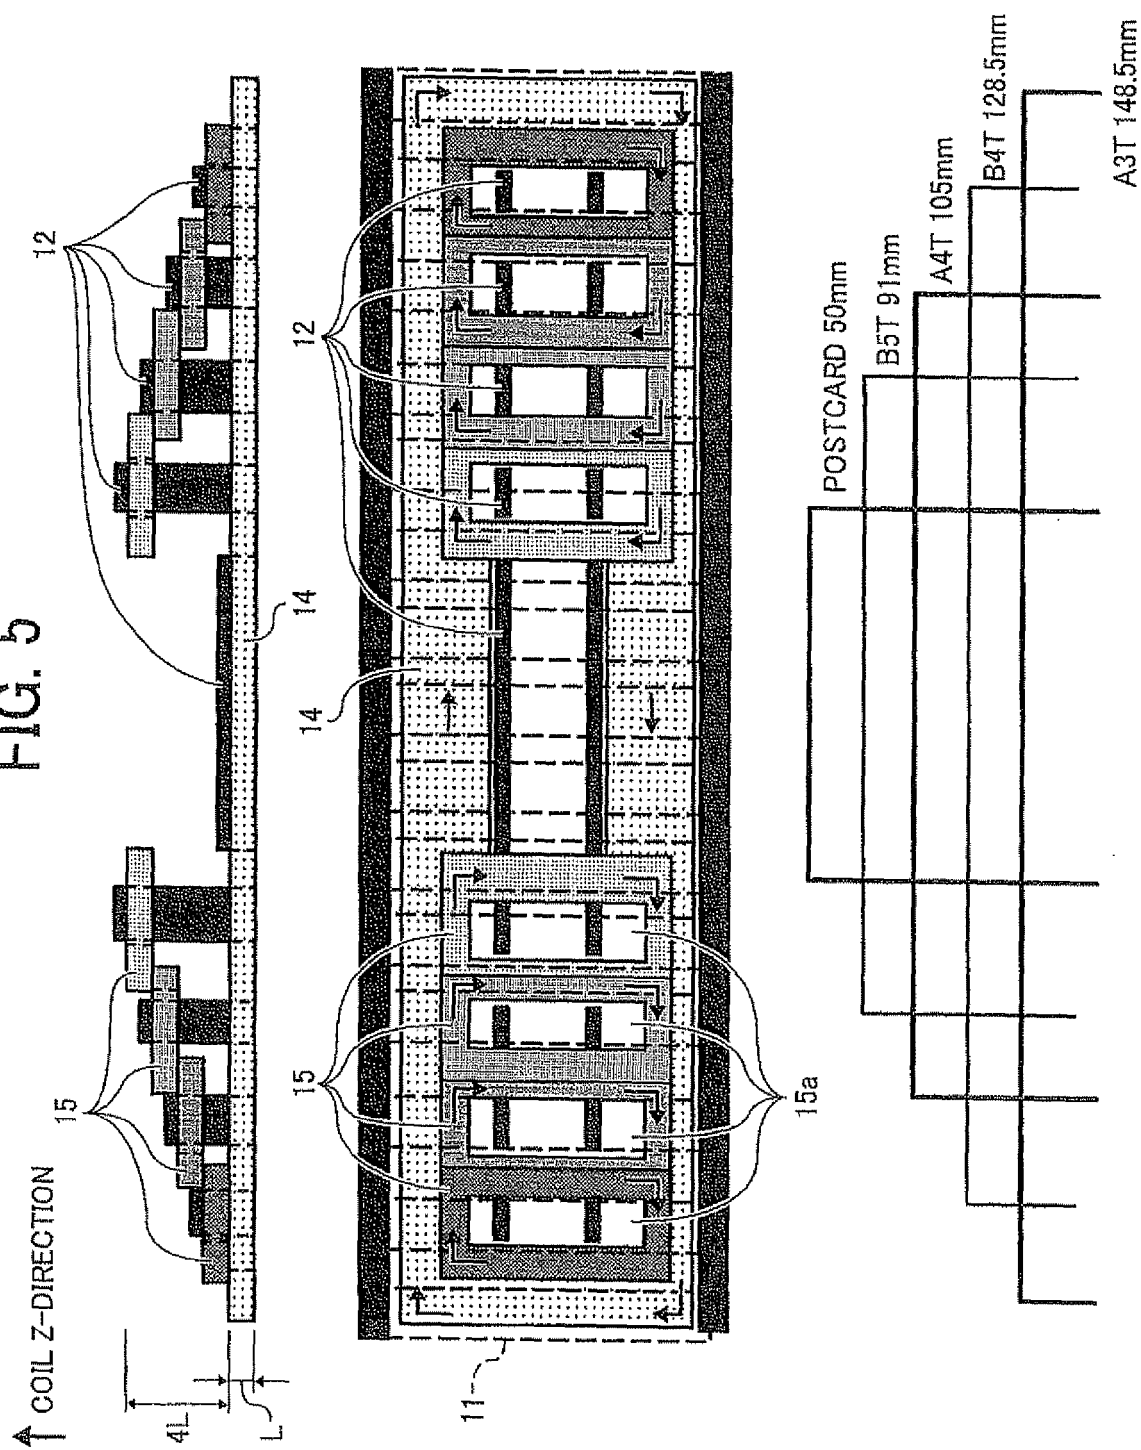 FIG. 5
↑ COIL Z-DIRECTION
4L
L
15
12
14
11
14
15
12
15a
POSTCARD 50mm
B5T 91mm
A4T 105mm
B4T 128.5mm
A3T 148.5mm